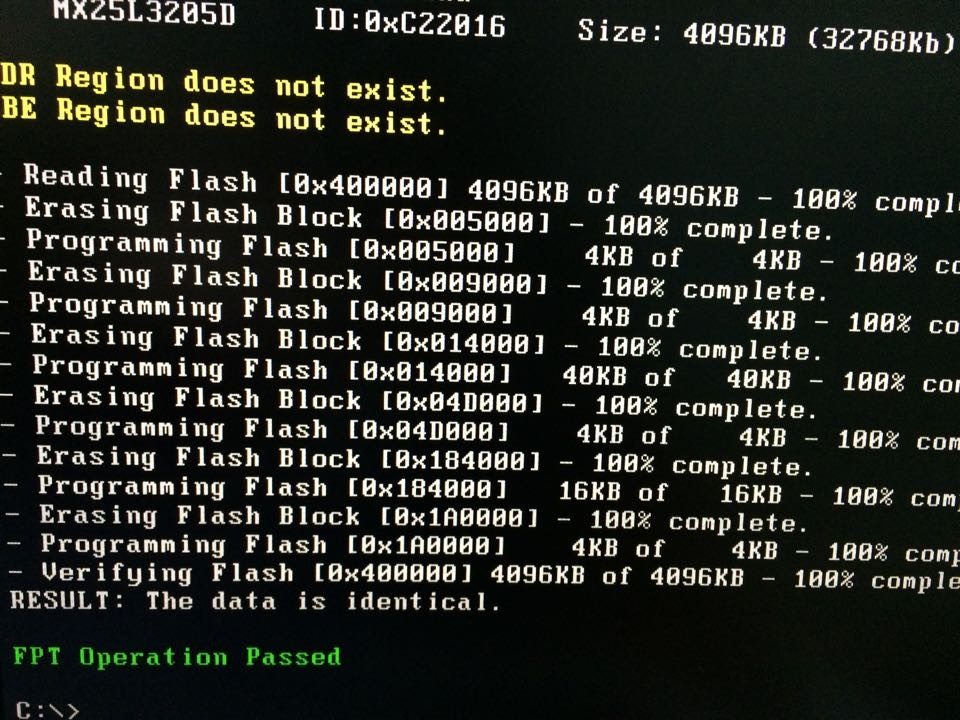 MX25L3205D ID:0xC22016 Size: 4096KB (32768Kb)
DR Region does not exist.
BE Region does not exist.
- Reading Flash [0x400000] 4096KB of 4096KB - 100% compl
- Erasing Flash Block [0x005000] - 100% complete.
- Programming Flash [0x005000] 4KB of 4KB - 100% co
- Erasing Flash Block [0x009000] - 100% complete.
- Programming Flash [0x009000] 4KB of 4KB - 100% co
- Erasing Flash Block [0x014000] - 100% complete.
- Programming Flash [0x014000] 40KB of 40KB - 100% com
- Erasing Flash Block [0x04D000] - 100% complete.
- Programming Flash [0x04D000] 4KB of 4KB - 100% com
- Erasing Flash Block [0x184000] - 100% complete.
- Programming Flash [0x184000] 16KB of 16KB - 100% com
- Erasing Flash Block [0x1A0000] - 100% complete.
- Programming Flash [0x1A0000] 4KB of 4KB - 100% comp
- Verifying Flash [0x400000] 4096KB of 4096KB - 100% comple
RESULT: The data is identical.
FPT Operation Passed
C:\>